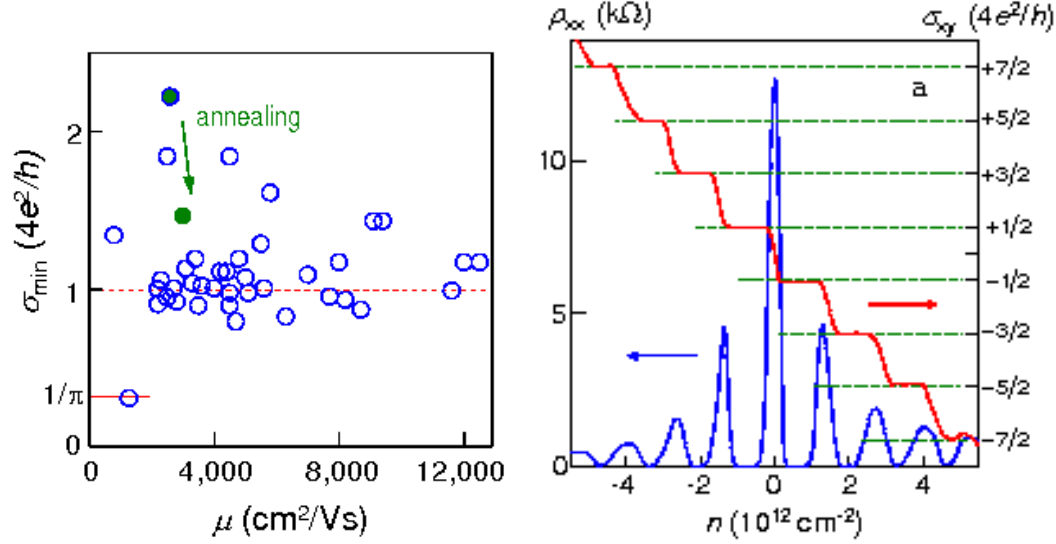 2
1
1/π
0
0
4,000
8,000
12,000
μ (cm²/Vs)
σmin (4e²/h)
annealing
ρxx (kΩ)
σxy (4e²/h)
a
10
5
0
+7/2
+5/2
+3/2
+1/2
−1/2
−3/2
−5/2
−7/2
-4
-2
0
2
4
n (10¹² cm⁻²)